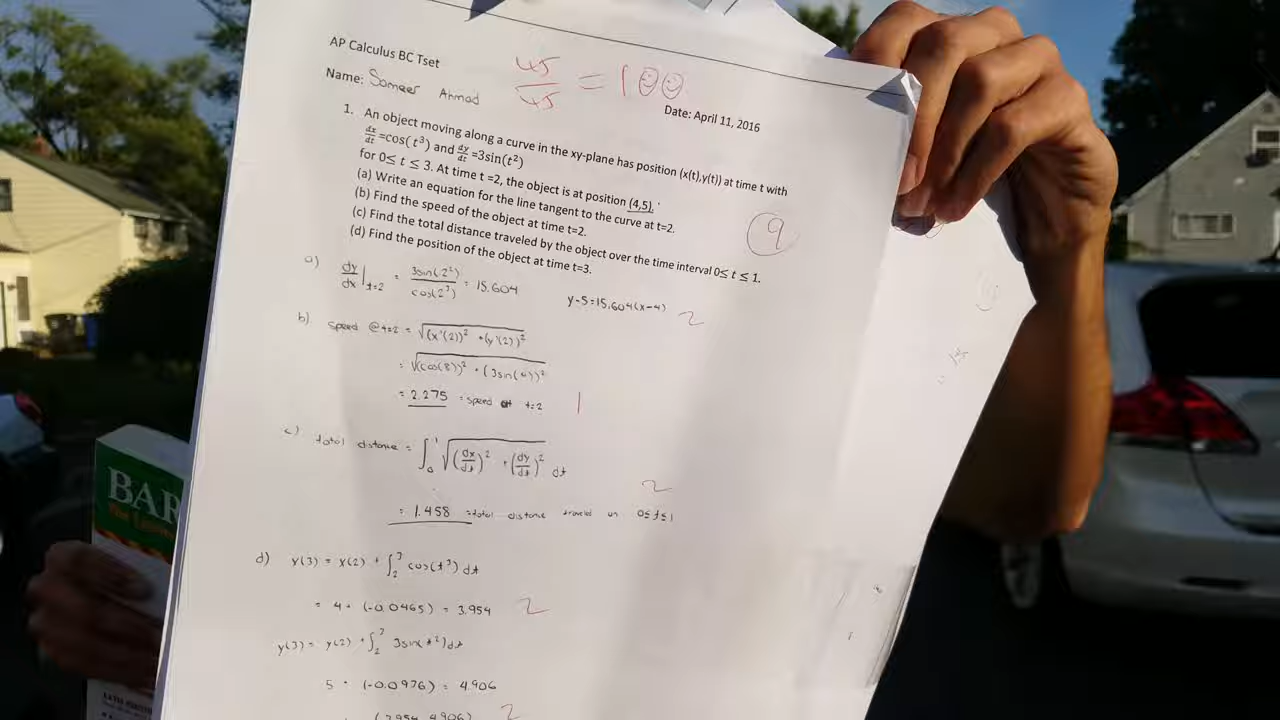 AP Calculus BC Tset
45/45 = 100
Name: Sameer Ahmad
Date: April 11, 2016
1. An object moving along a curve in the xy-plane has position (x(t),y(t)) at time t with
dx/dt =cos(t³) and dy/dt =3sin(t²)
for 0≤ t ≤ 3. At time t =2, the object is at position (4,5).
(a) Write an equation for the line tangent to the curve at t=2.
(b) Find the speed of the object at time t=2.
(c) Find the total distance traveled by the object over the time interval 0≤ t ≤ 1.
(d) Find the position of the object at time t=3.
9
a) dy/dx |t=2 = 3sin(2²)/cos(2³) = 15.604
y-5=15.604(x-4) 2
b) speed @ t=2 = √(x'(2))² + (y'(2))²
= √(cos(8))² + (3sin(4))²
= 2.275 = speed at t=2 1
c) total distance = ∫₀¹ √(dx/dt)² + (dy/dt)² dt
2
= 1.458 = total distance traveled on 0≤t≤1
d) x(3) = x(2) + ∫₂³ cos(t³) dt
= 4 + (-0.0465) = 3.954 2
y(3) = y(2) + ∫₂³ 3sin(t²)dt
5 + (-0.0976) = 4.906
(3.954, 4.906) 2
BAR